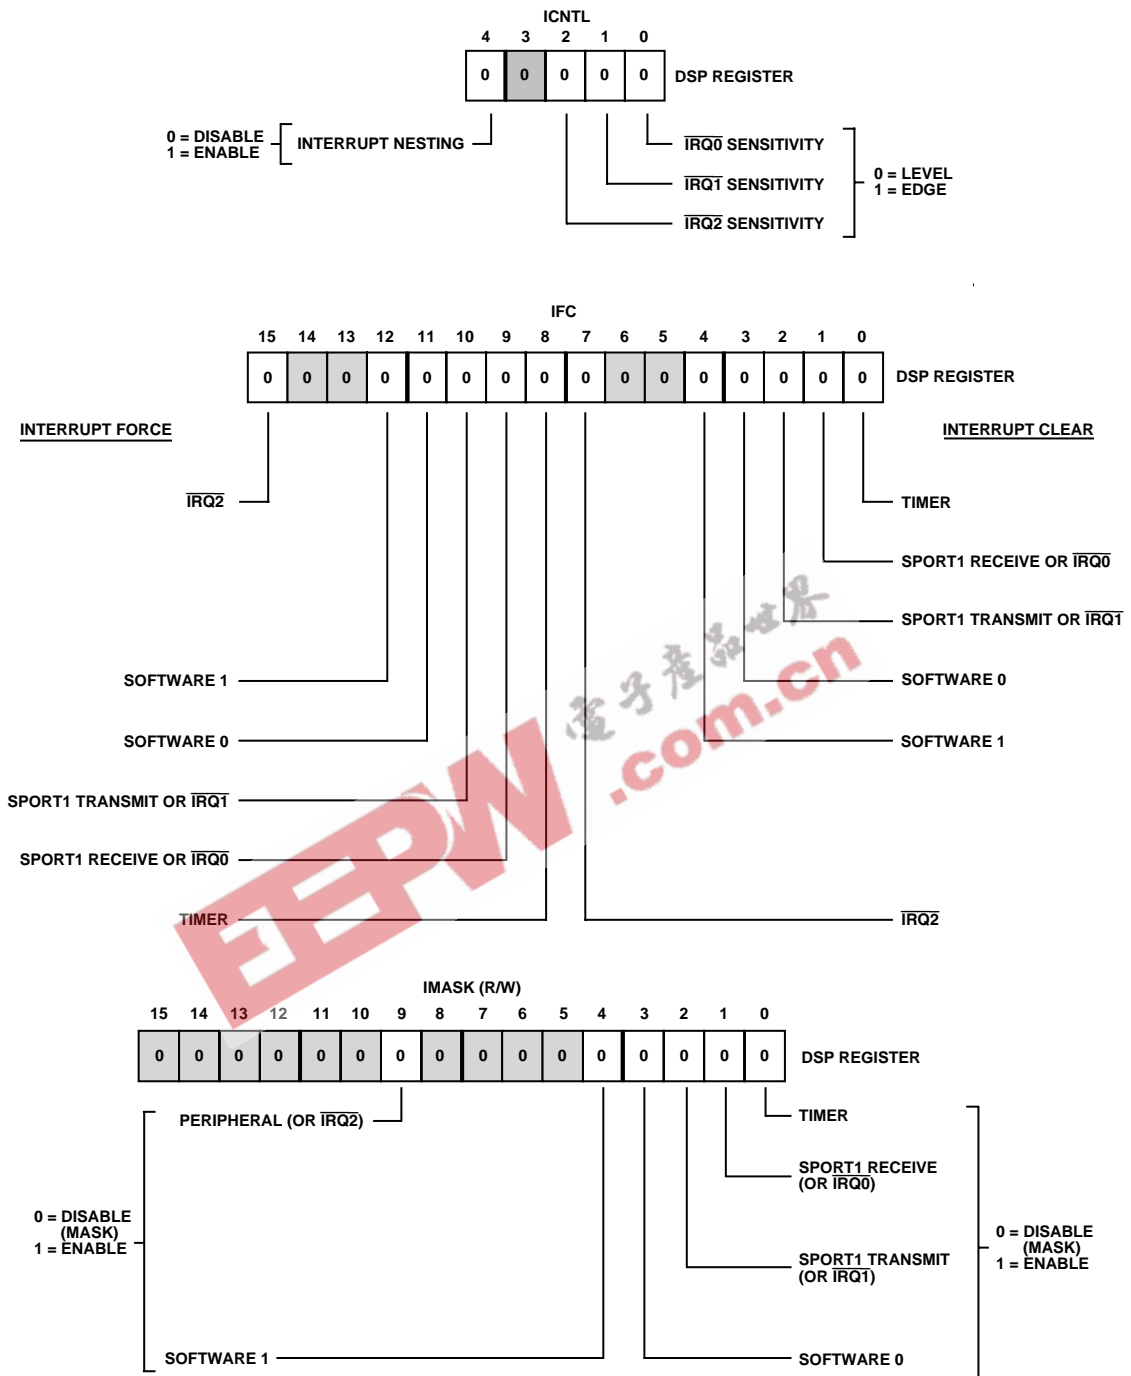 ICNTL
4 3 2 1 0
0 0 0 0 0 DSP REGISTER
0 = DISABLE
1 = ENABLE
INTERRUPT NESTING
IRQ0 SENSITIVITY
IRQ1 SENSITIVITY
IRQ2 SENSITIVITY
0 = LEVEL
1 = EDGE
IFC
15 14 13 12 11 10 9 8 7 6 5 4 3 2 1 0
0 0 0 0 0 0 0 0 0 0 0 0 0 0 0 0 DSP REGISTER
INTERRUPT FORCE
INTERRUPT CLEAR
IRQ2
TIMER
SPORT1 RECEIVE OR IRQ0
SPORT1 TRANSMIT OR IRQ1
SOFTWARE 1
SOFTWARE 0
SOFTWARE 0
SOFTWARE 1
SPORT1 TRANSMIT OR IRQ1
SPORT1 RECEIVE OR IRQ0
TIMER
IRQ2
EEPW
電子產品世界
.com.cn
IMASK (R/W)
15 14 13 12 11 10 9 8 7 6 5 4 3 2 1 0
0 0 0 0 0 0 0 0 0 0 0 0 0 0 0 0 DSP REGISTER
PERIPHERAL (OR IRQ2)
TIMER
SPORT1 RECEIVE
(OR IRQ0)
0 = DISABLE
(MASK)
1 = ENABLE
SPORT1 TRANSMIT
(OR IRQ1)
0 = DISABLE
(MASK)
1 = ENABLE
SOFTWARE 1
SOFTWARE 0